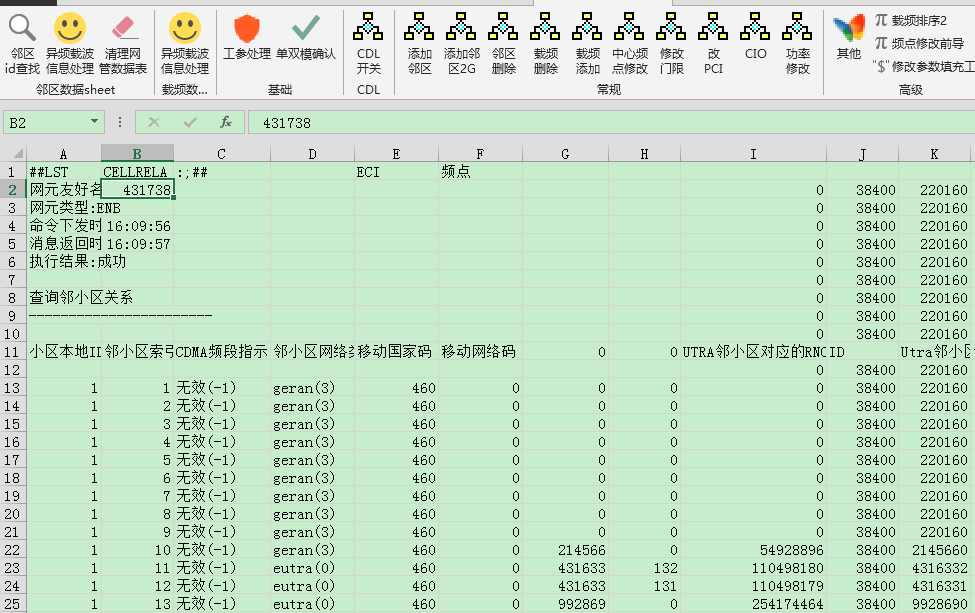 邻区 id查找 异频载波 信息处理 清理网 管数据表 异频载波 信息处理 工参处理 单双模确认 CDL 开关 添加 邻区 添加邻 区2G 邻区 删除 载频 删除 载频 添加 中心频 点修改 修改 门限 改 PCI CIO 功率 修改 其他 π 载频排序2
π 频点修改前导
"$"修改参数填充工
邻区数据sheet 载频数... 基础 CDL 常规 高级
B2 fx 431738
A B C D E F G H I J K
1 ##LST CELLRELA :;## ECI 频点
2 网元友好名 431738 0 38400 220160
3 网元类型:ENB 0 38400 220160
4 命令下发时 16:09:56 0 38400 220160
5 消息返回时 16:09:57 0 38400 220160
6 执行结果:成功 0 38400 220160
7 0 38400 220160
8 查询邻小区关系 0 38400 220160
9 ----------------------- 0 38400 220160
10 0 38400 220160
11 小区本地II 邻小区索引 CDMA频段指示 邻小区网络 移动国家码 移动网络码 0 0 UTRA邻小区对应的RNC ID Utra邻小区
12 0 38400 220160
13 1 1 无效(-1) geran(3) 460 0 0 0 0 38400 220160
14 1 2 无效(-1) geran(3) 460 0 0 0 0 38400 220160
15 1 3 无效(-1) geran(3) 460 0 0 0 0 38400 220160
16 1 4 无效(-1) geran(3) 460 0 0 0 0 38400 220160
17 1 5 无效(-1) geran(3) 460 0 0 0 0 38400 220160
18 1 6 无效(-1) geran(3) 460 0 0 0 0 38400 220160
19 1 7 无效(-1) geran(3) 460 0 0 0 0 38400 220160
20 1 8 无效(-1) geran(3) 460 0 0 0 0 38400 220160
21 1 9 无效(-1) geran(3) 460 0 0 0 0 38400 220160
22 1 10 无效(-1) geran(3) 460 0 214566 0 54928896 38400 2145660
23 1 11 无效(-1) eutra(0) 460 0 431633 132 110498180 38400 4316332
24 1 12 无效(-1) eutra(0) 460 0 431633 131 110498179 38400 4316331
25 1 13 无效(-1) eutra(0) 460 0 992869 0 254174464 38400 9928690